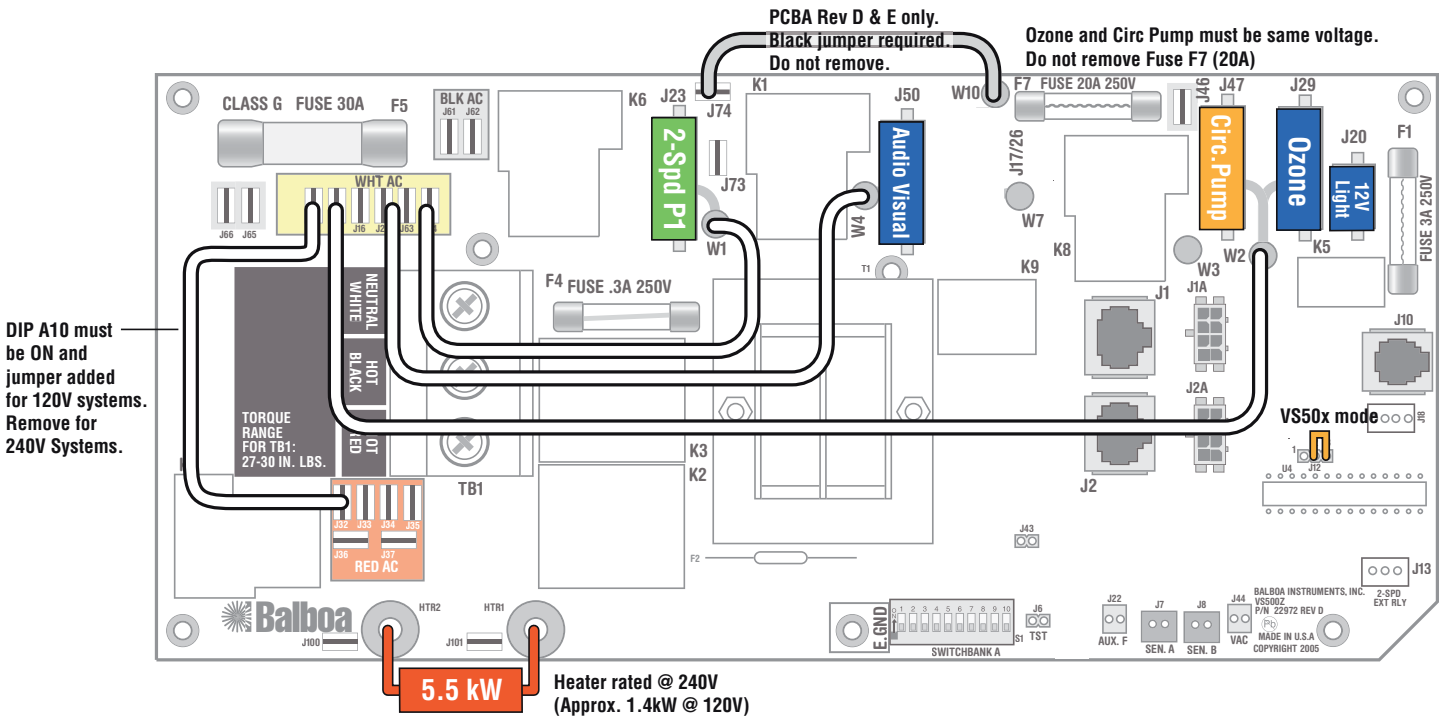 PCBA Rev D & E only.
Black jumper required.
Do not remove.
Ozone and Circ Pump must be same voltage.
Do not remove Fuse F7 (20A)
CLASS G FUSE 30A F5
BLK AC
J61 J62
K6
J23
J74
K1
J50
W10
F7 FUSE 20A 250V
J46
J47
J29
J20
F1
FUSE 3A 250V
2-Spd P1
J73
W1
W4
Audio Visual
J17/26
W7
Circ.Pump
Ozone
12V
Light
WHT AC
J16
J63
J66 J65
K8
W3
W2
K5
T1
K9
J1
J1A
J10
F4 FUSE .3A 250V
NEUTRAL
WHITE
HOT
BLACK
DIP A10 must
be ON and
jumper added
for 120V systems.
Remove for
240V Systems.
TORQUE
RANGE
FOR TB1:
27-30 IN. LBS.
TB1
K3
K2
J2
J2A
VS50x mode
J18
1
J12
U4
J32 J33 J34 J35
J36 J37
RED AC
F2
J43
J13
2-SPD
EXT RLY
Balboa
HTR2
HTR1
J100
J101
E.GND
1 2 3 4 5 6 7 8 9 10
S1
SWITCHBANK A
J6
TST
J22
AUX. F
J7
SEN. A
J8
SEN. B
J44
VAC
BALBOA INSTRUMENTS, INC.
VS500Z
P/N 22972 REV D
Pb
MADE IN U.S.A
COPYRIGHT 2005
5.5 kW
Heater rated @ 240V
(Approx. 1.4kW @ 120V)